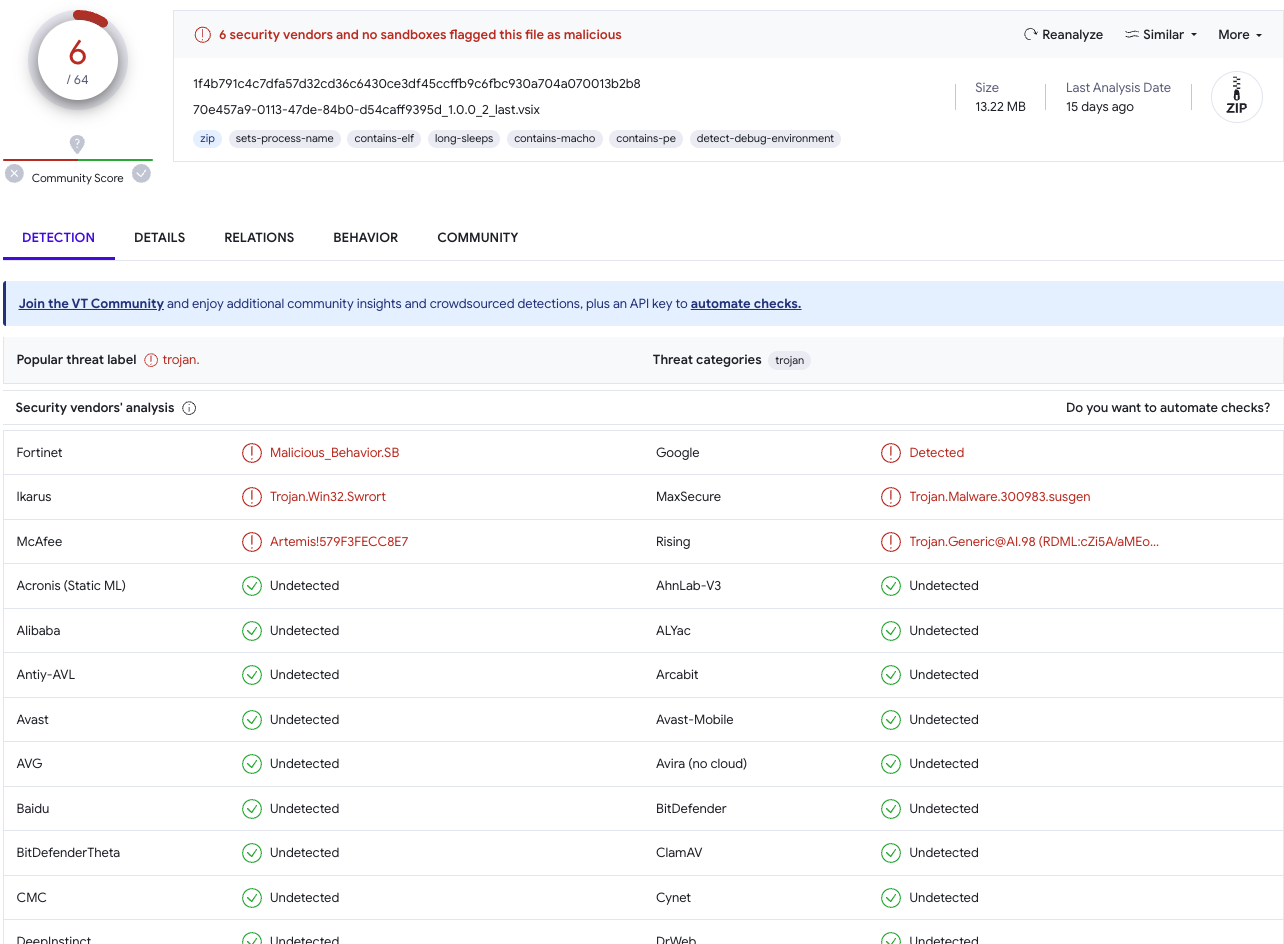 6
/ 64
Community Score
6 security vendors and no sandboxes flagged this file as malicious
Reanalyze Similar More
1f4b791c4c7dfa57d32cd36c6430ce3df45ccffb9c6fbc930a704a070013b2b8
70e457a9-0113-47de-84b0-d54caff9395d_1.0.0_2_last.vsix
zip sets-process-name contains-elf long-sleeps contains-macho contains-pe detect-debug-environment
Size
13.22 MB
Last Analysis Date
15 days ago
ZIP
DETECTION DETAILS RELATIONS BEHAVIOR COMMUNITY
Join the VT Community and enjoy additional community insights and crowdsourced detections, plus an API key to automate checks.
Popular threat label trojan. Threat categories trojan
Security vendors' analysis Do you want to automate checks?
Fortinet Malicious_Behavior.SB Google Detected
Ikarus Trojan.Win32.Swrort MaxSecure Trojan.Malware.300983.susgen
McAfee Artemis!579F3FECC8E7 Rising Trojan.Generic@AI.98 (RDML:cZi5A/aMEo...
Acronis (Static ML) Undetected AhnLab-V3 Undetected
Alibaba Undetected ALYac Undetected
Antiy-AVL Undetected Arcabit Undetected
Avast Undetected Avast-Mobile Undetected
AVG Undetected Avira (no cloud) Undetected
Baidu Undetected BitDefender Undetected
BitDefenderTheta Undetected ClamAV Undetected
CMC Undetected Cynet Undetected
DeepInstinct Undetected DrWeb Undetected